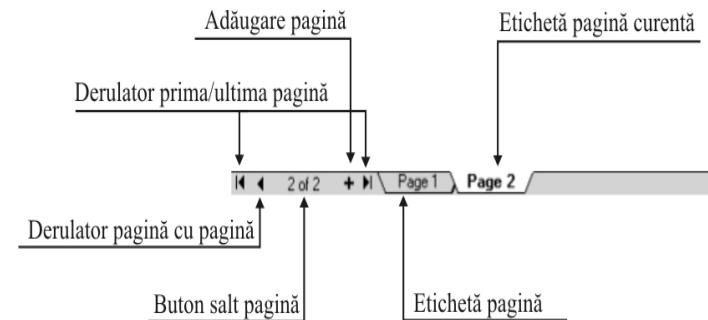 Adăugare pagină
Etichetă pagină curentă
Derulator prima/ultima pagină
2 of 2 + Page 1 Page 2
Derulator pagină cu pagină
Buton salt pagină
Etichetă pagină